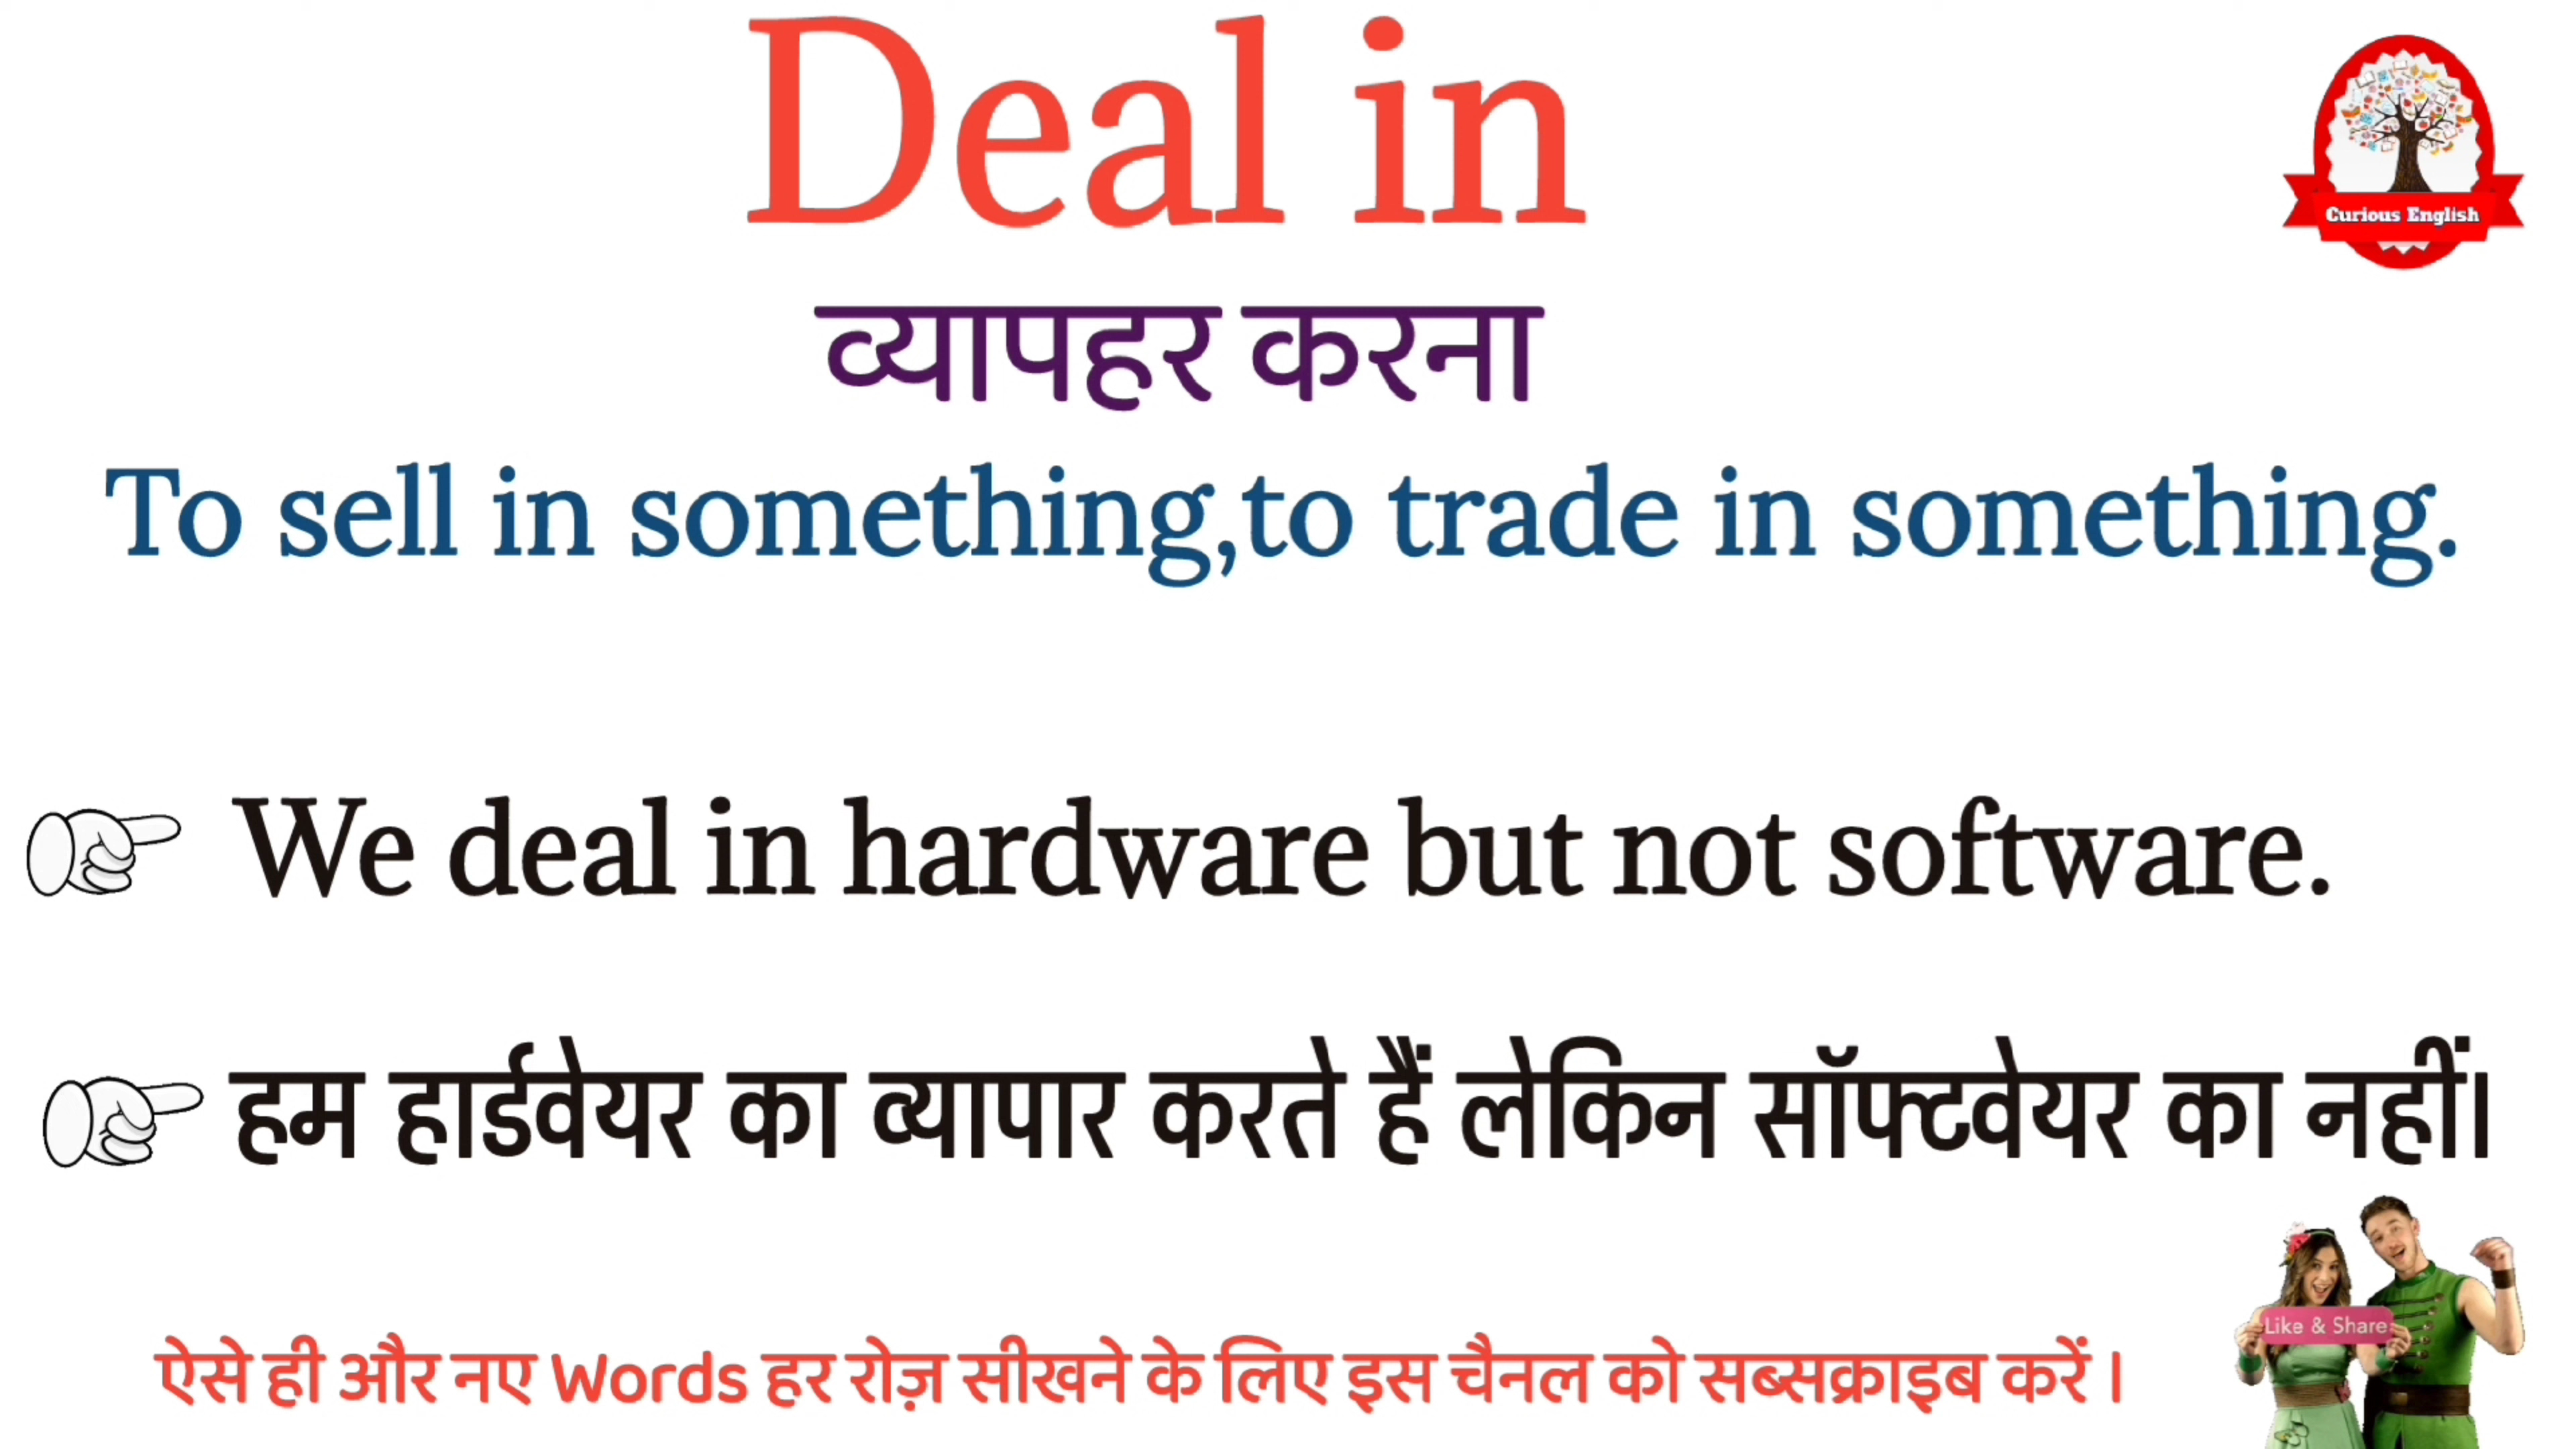 Deal in
Curious English
व्यापहर करना
To sell in something,to trade in something.
We deal in hardware but not software.
हम हार्डवेयर का व्यापार करते हैं लेकिन सॉफ्टवेयर का नहीं।
Like & Share
ऐसे ही और नए Words हर रोज़ सीखने के लिए इस चैनल को सब्सक्राइब करें ।